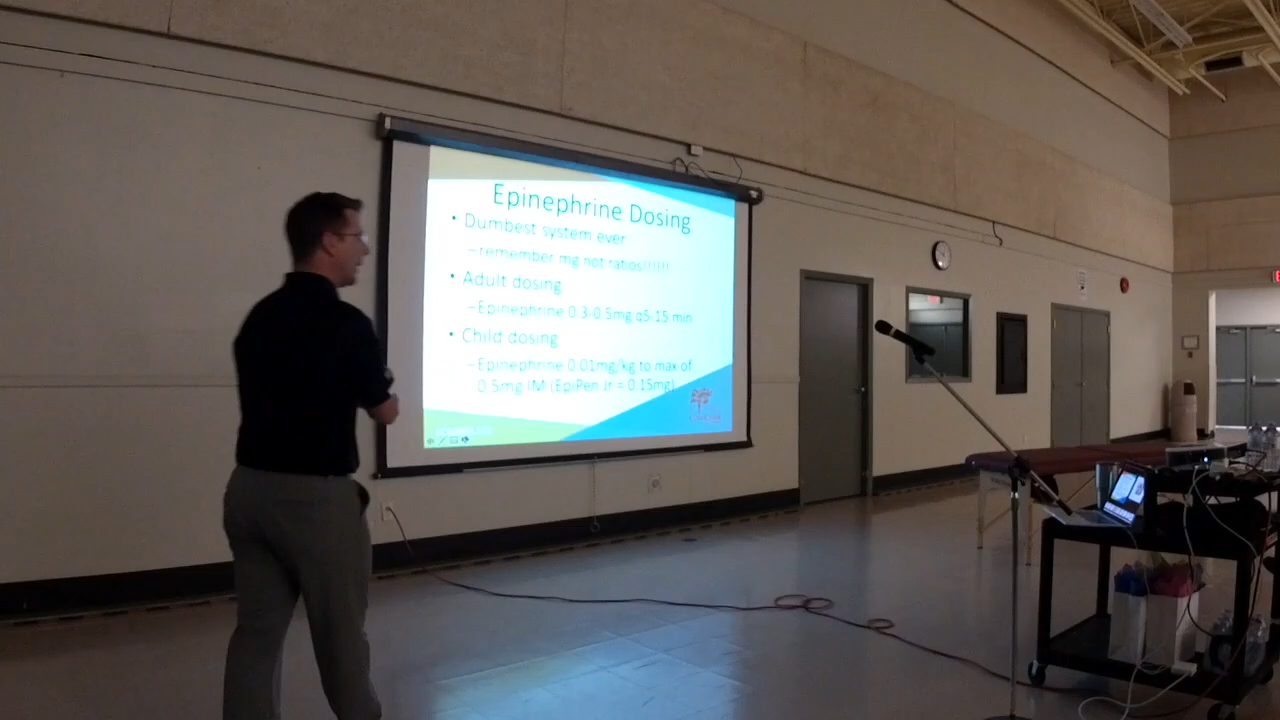 Epinephrine Dosing
• Dumbest system ever
–remember mg not ratios!!!!!!
• Adult dosing
–Epinephrine 0.3-0.5mg q5-15 min
• Child dosing
–Epinephrine 0.01mg/kg to max of
0.5mg IM (EpiPen Jr = 0.15mg)